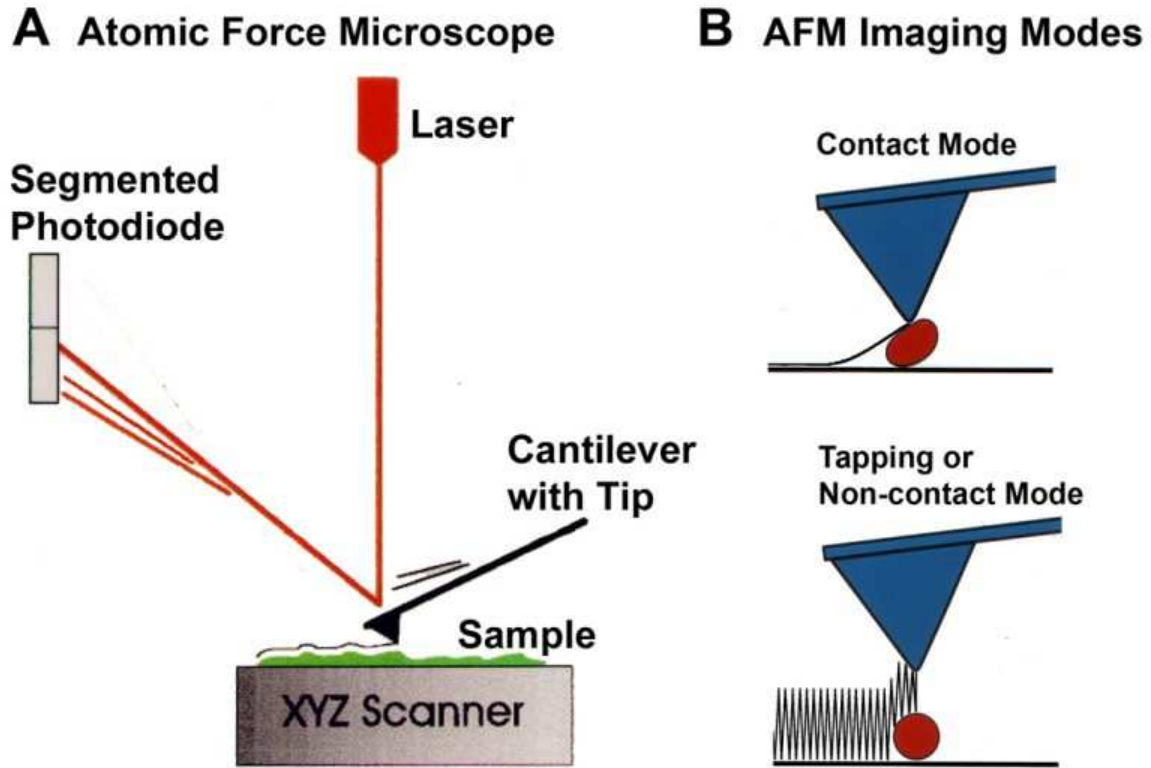 A Atomic Force Microscope
Laser
Segmented
Photodiode
Cantilever
with Tip
Sample
XYZ Scanner
B AFM Imaging Modes
Contact Mode
Tapping or
Non-contact Mode